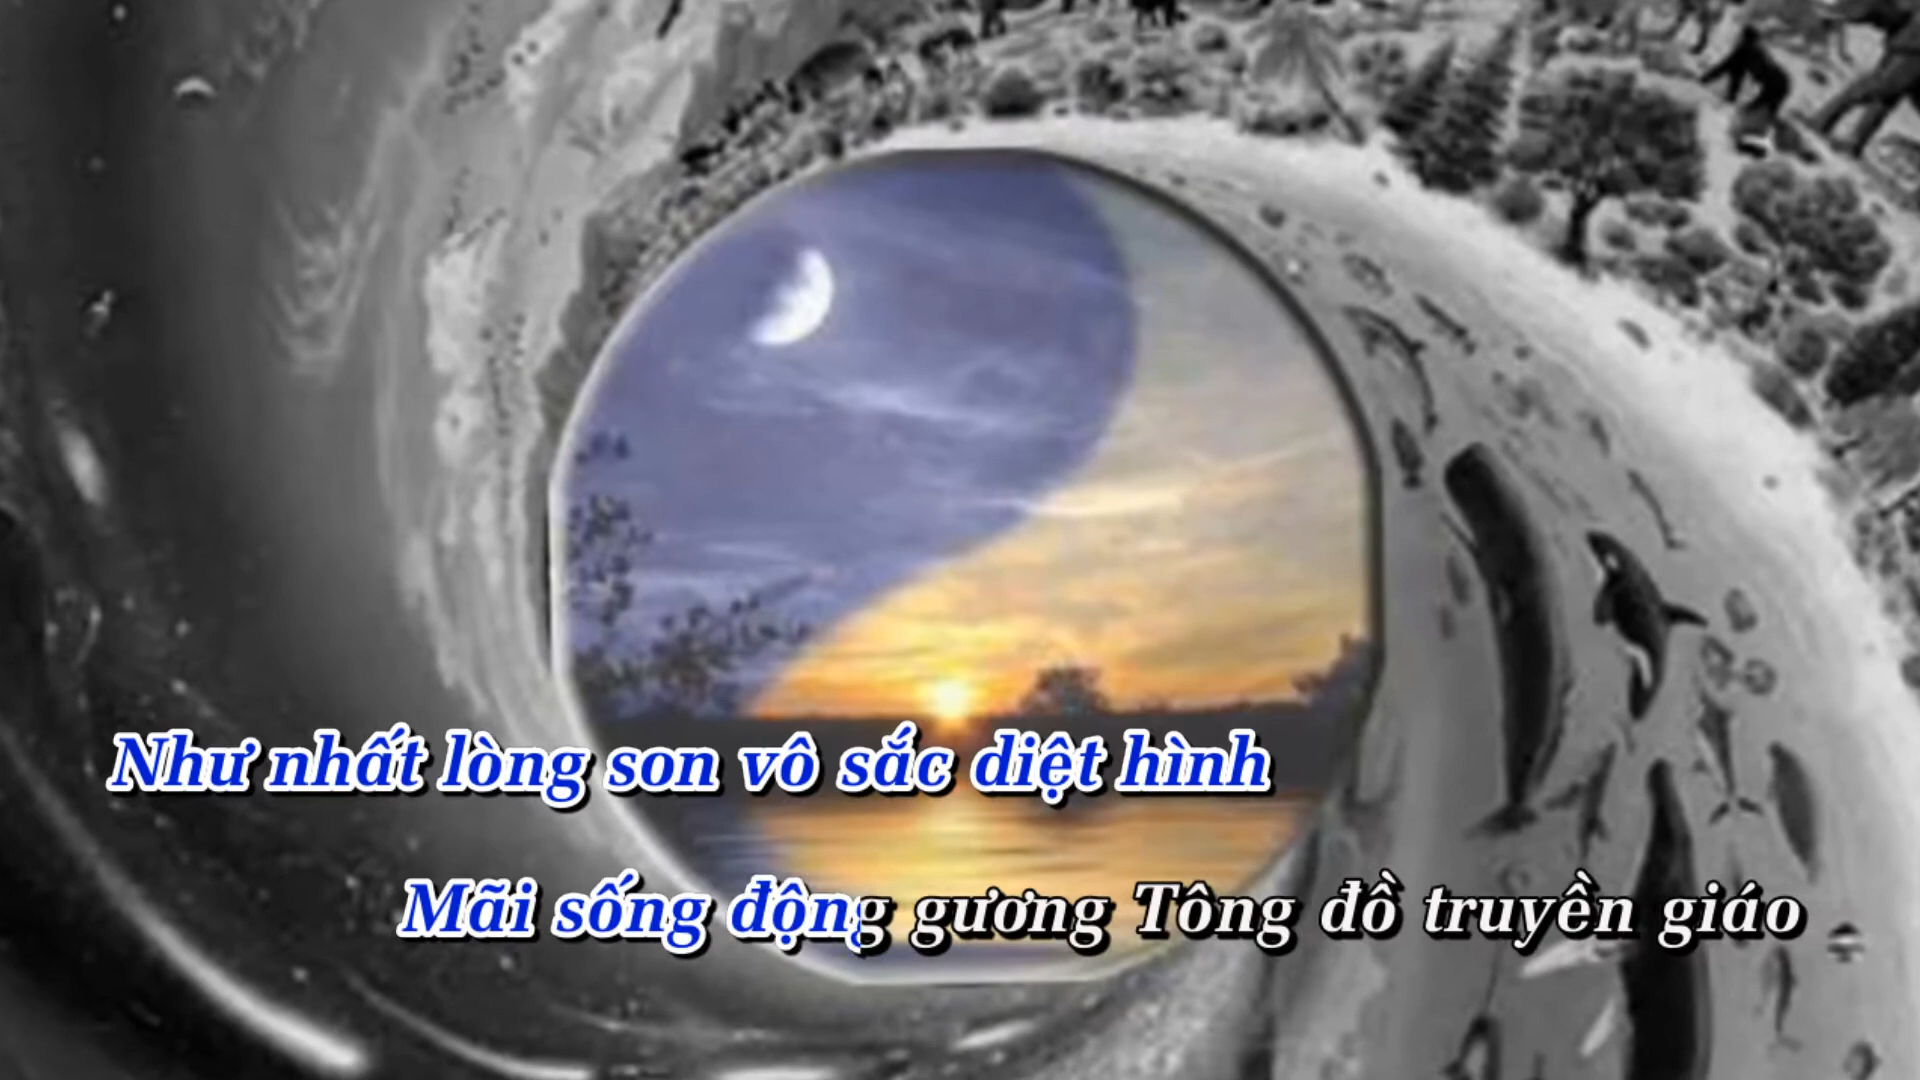 Như nhất lòng son vô sắc diệt hình
Mãi sống động gương Tông đồ truyền giáo